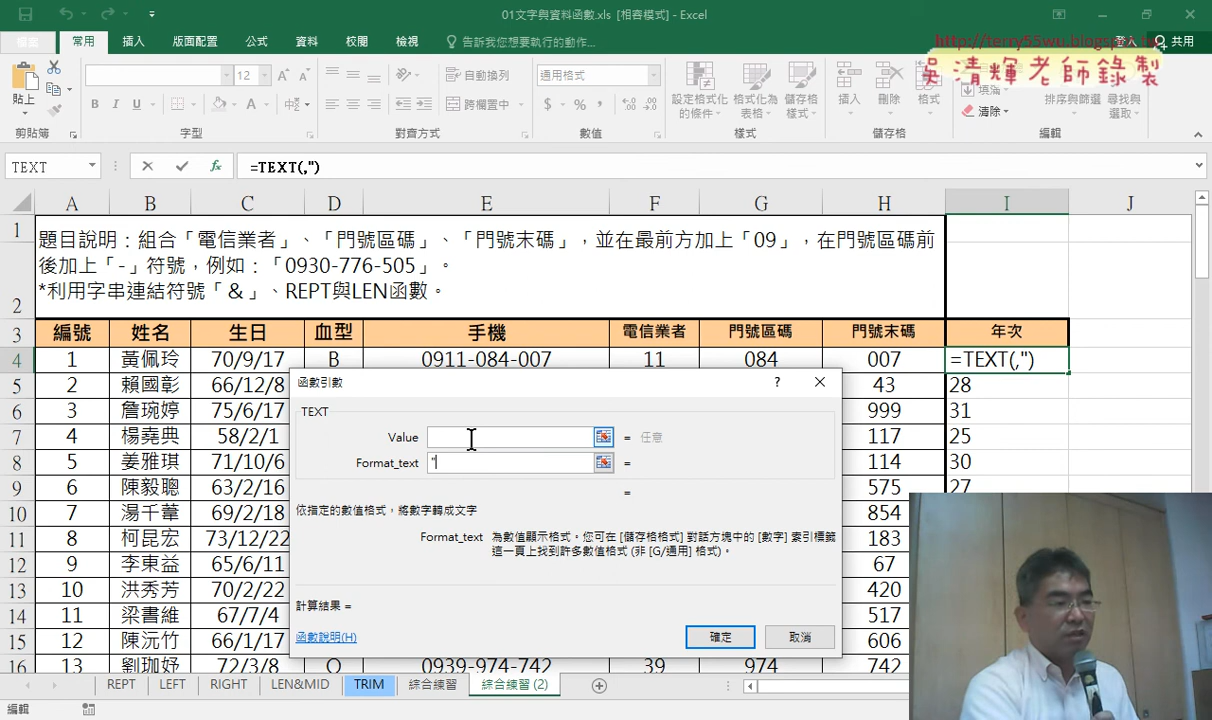 01文字與資料函數.xls [相容模式] - Excel
檔案 常用 插入 版面配置 公式 資料 校閱 檢視 告訴我您想要執行的動作... 登入 共用
http://terry55wu.blogspot.tw
吳清輝老師錄製
貼上 12 自動換列 通用格式 設定格式化的條件 格式化為表格 儲存格樣式 插入 刪除 格式 填滿 清除 排序與篩選 尋找與選取
B I U 跨欄置中 $ %
剪貼簿 字型 對齊方式 數值 樣式 儲存格 編輯
TEXT =TEXT(,")
A B C D E F G H I J
1 題目說明：組合「電信業者」、「門號區碼」、「門號末碼」，並在最前方加上「09」，在門號區碼前
後加上「-」符號，例如：「0930-776-505」。
2 *利用字串連結符號「&」、REPT與LEN函數。
3 編號 姓名 生日 血型 手機 電信業者 門號區碼 門號末碼 年次
4 1 黃佩玲 70/9/17 B 0911-084-007 11 084 007 =TEXT(,")
5 2 賴國彰 66/12/8 43 28
6 3 詹琬婷 75/6/17 999 31
7 4 楊堯典 58/2/1 117 25
8 5 姜雅琪 71/10/6 114 30
9 6 陳毅聰 63/2/16 575 27
10 7 湯千葦 69/2/18 854
11 8 柯昆宏 73/12/22 183
12 9 李東益 65/6/11 67
13 10 洪秀芳 70/2/22 420
14 11 梁書維 67/7/4 517
15 12 陳沅竹 66/1/17 606
16 13 劉珈妤 72/3/8 O 0939-974-742 39 974 742
函數引數 ?
TEXT
Value = 任意
Format_text " =
=
依指定的數值格式，將數字轉成文字
Format_text 為數值顯示格式。您可在 [儲存格格式] 對話方塊中的 [數字] 索引標籤
這一頁上找到許多數值格式 (非 [G/通用] 格式)。
計算結果 =
函數說明(H) 確定 取消
REPT LEFT RIGHT LEN&MID TRIM 綜合練習 綜合練習 (2)
編輯